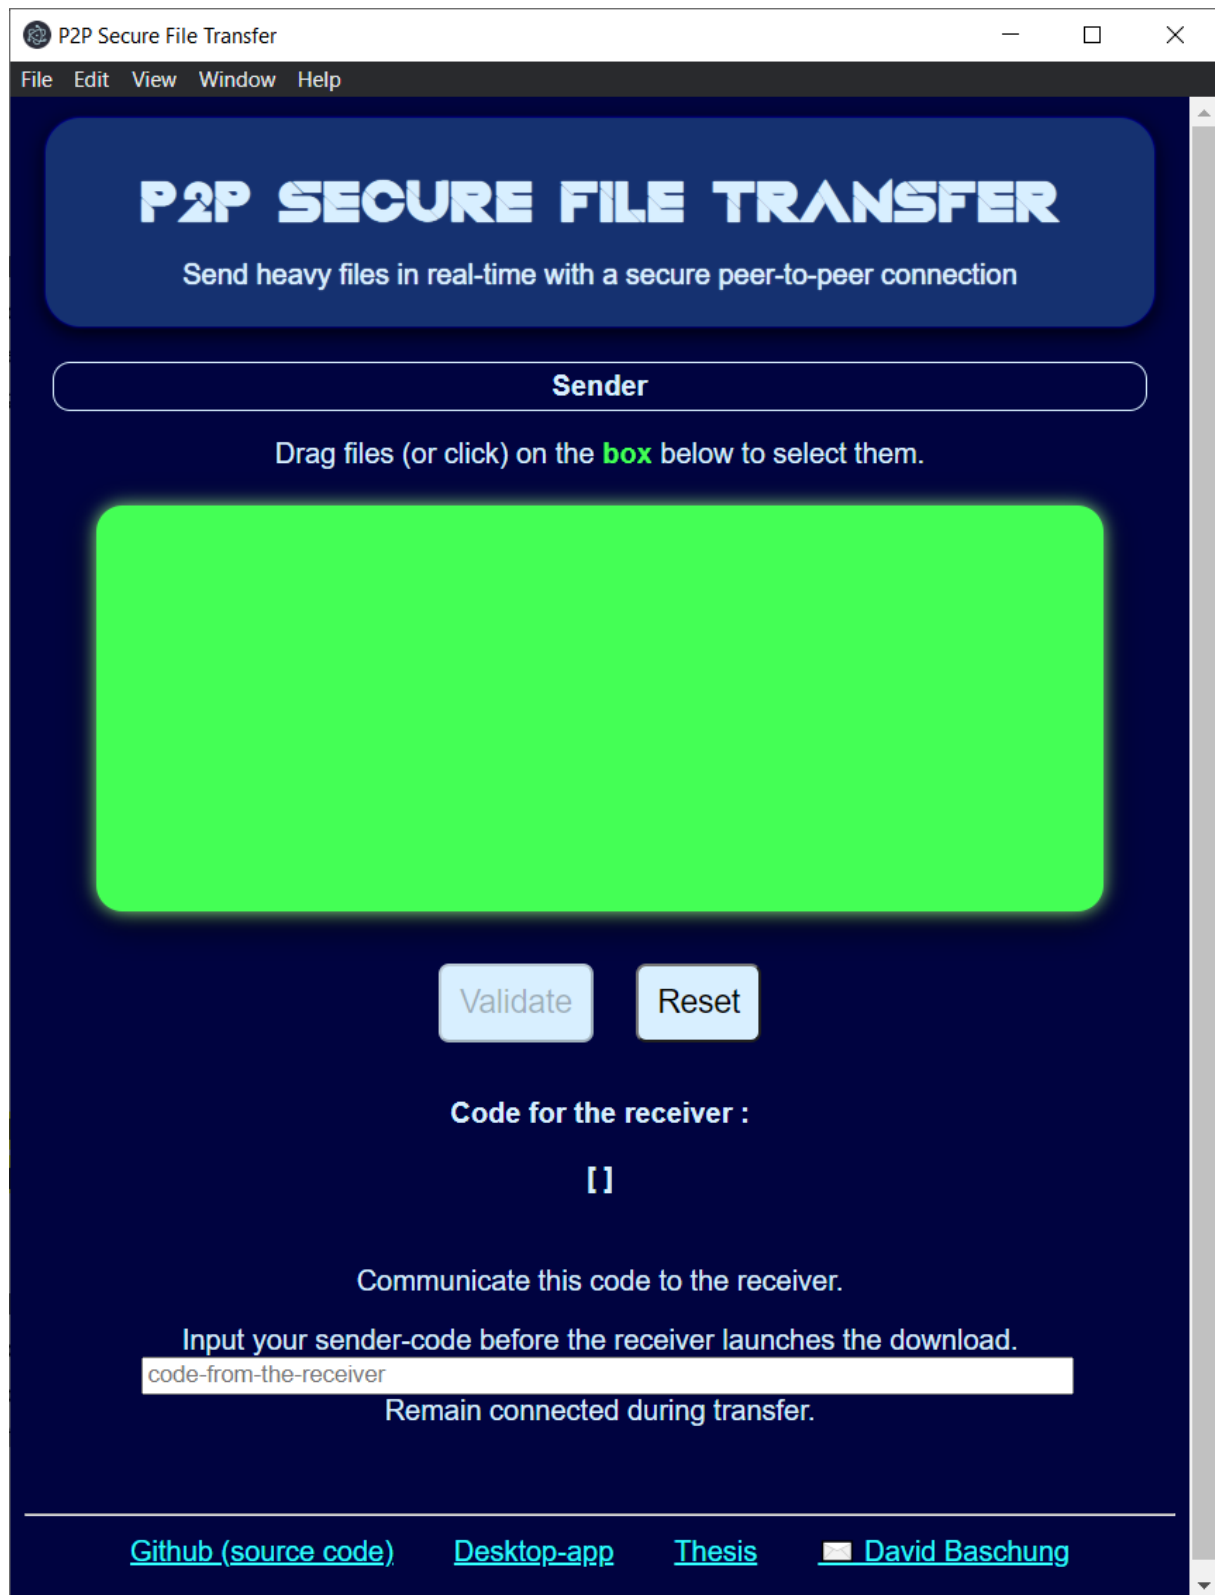 P2P Secure File Transfer
File Edit View Window Help
P2P SECURE FILE TRANSFER
Send heavy files in real-time with a secure peer-to-peer connection
Sender
Drag files (or click) on the box below to select them.
Validate Reset
Code for the receiver :
[ ]
Communicate this code to the receiver.
Input your sender-code before the receiver launches the download.
code-from-the-receiver
Remain connected during transfer.
Github (source code) Desktop-app Thesis ✉ David Baschung